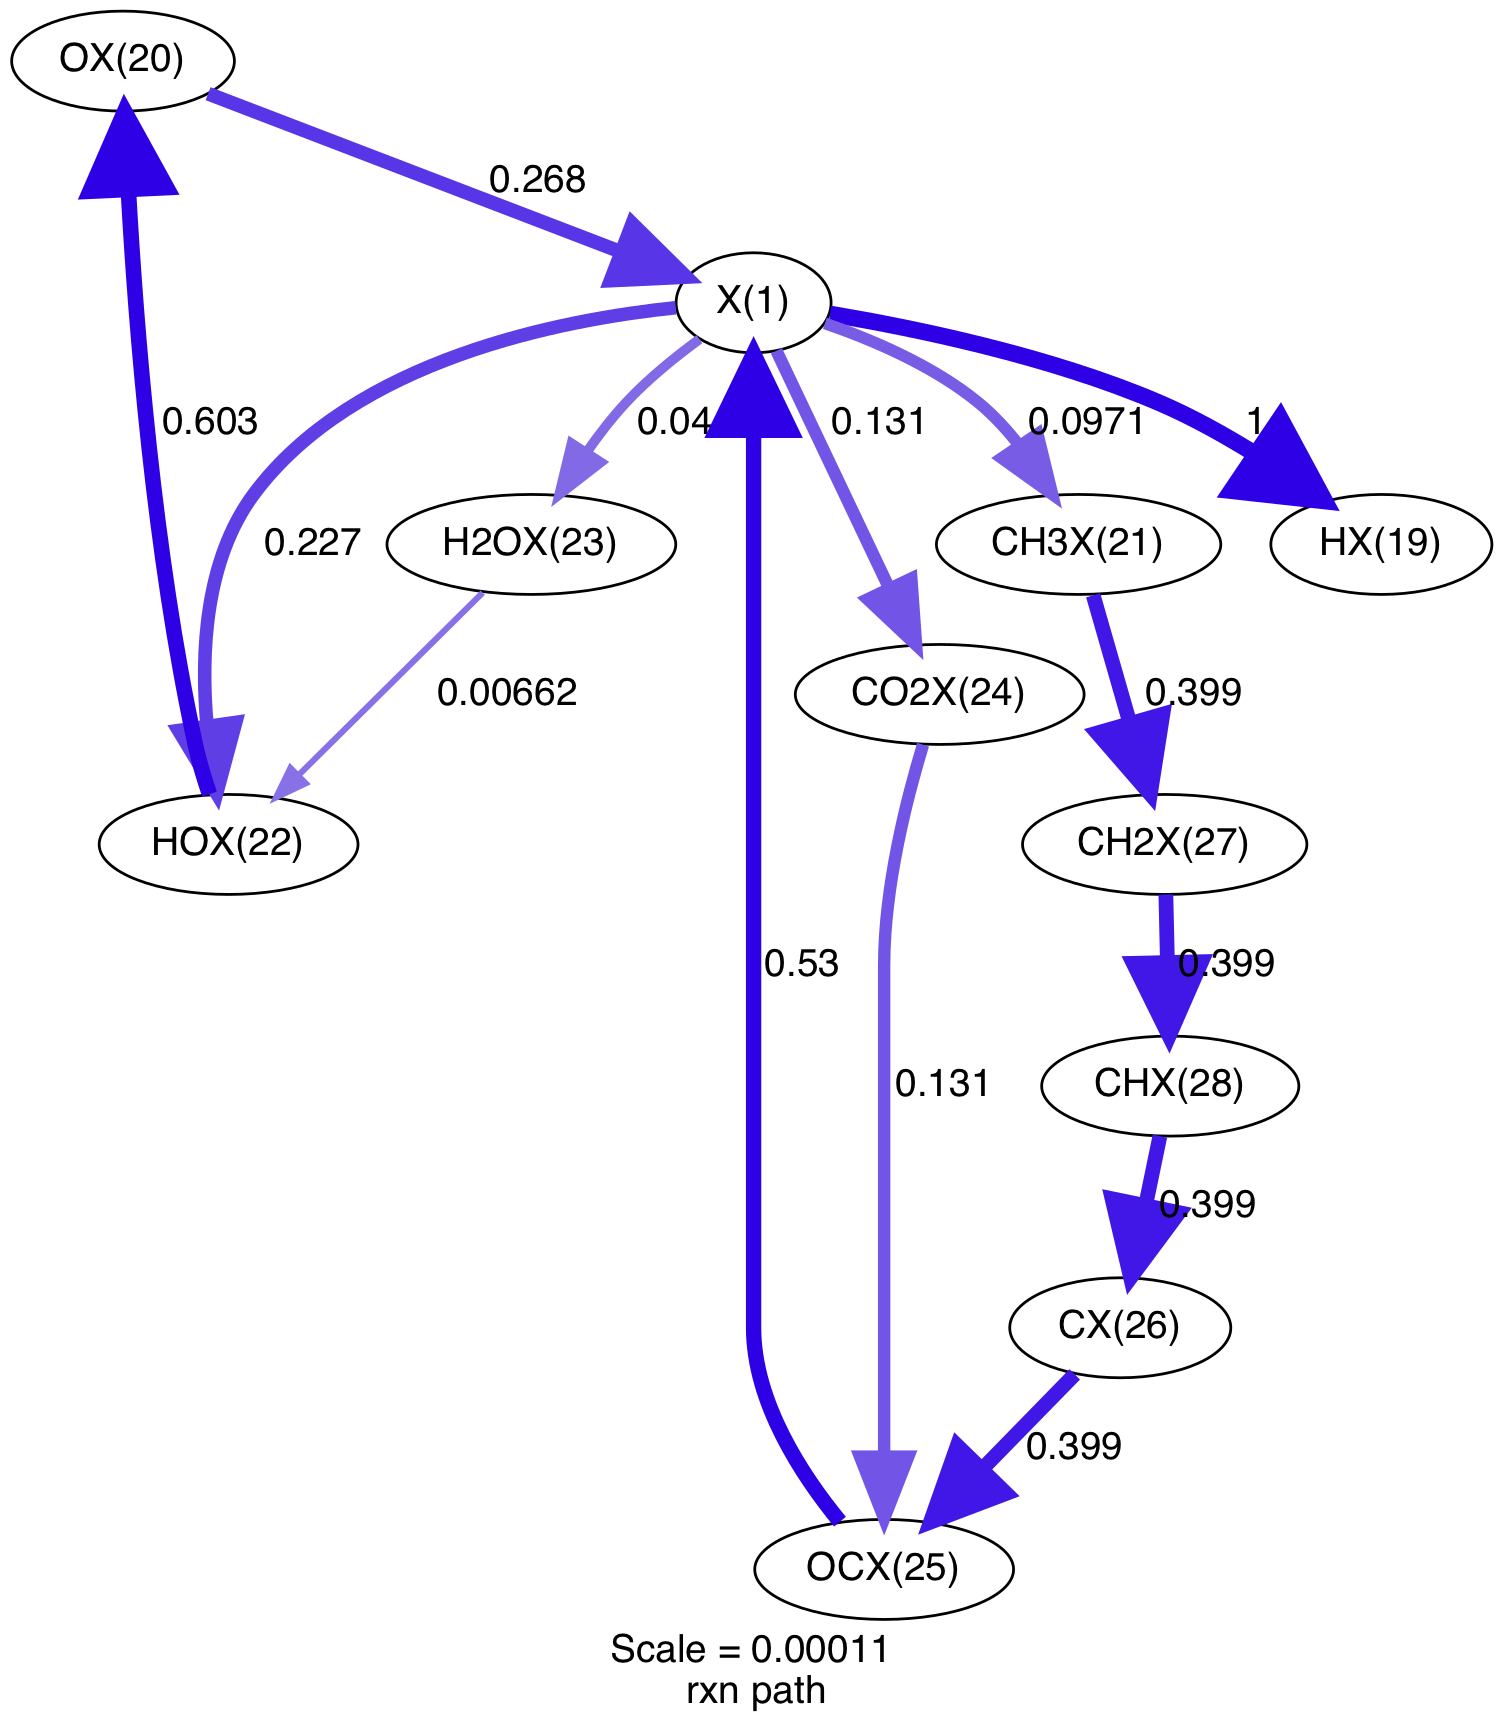 OX(20)
0.268
X(1)
0.603
0.04
0.131
0.0971
1
0.227
H2OX(23)
CH3X(21)
HX(19)
0.00662
CO2X(24)
0.399
HOX(22)
CH2X(27)
0.53
0.399
0.131
CHX(28)
0.399
CX(26)
0.399
OCX(25)
Scale = 0.00011
rxn path